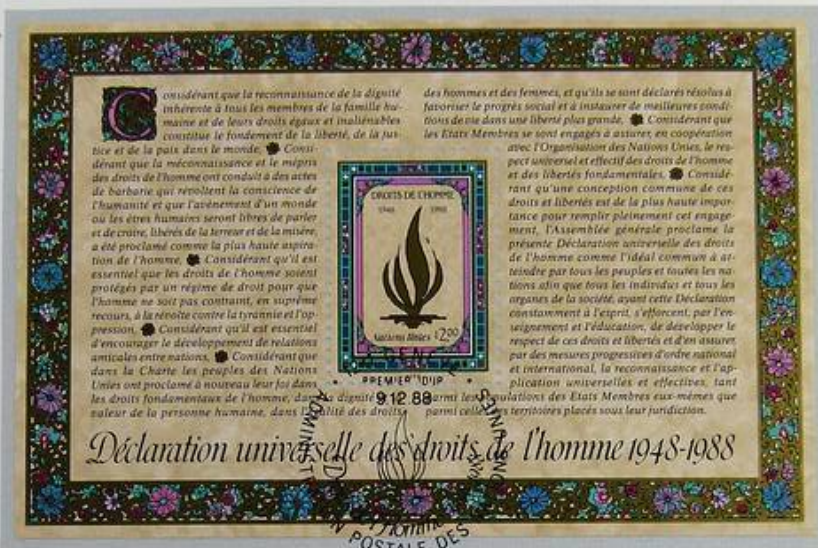 Considérant que la reconnaissance de la dignité
inhérente à tous les membres de la famille hu-
maine et de leurs droits égaux et inaliénables
constitue le fondement de la liberté, de la jus-
tice et de la paix dans le monde, Consi-
dérant que la méconnaissance et le mépris
des droits de l'homme ont conduit à des actes
de barbarie qui révoltent la conscience de
l'humanité et que l'avènement d'un monde
où les êtres humains seront libres de parler
et de croire, libérés de la terreur et de la misère,
a été proclamé comme la plus haute aspira-
tion de l'homme, Considérant qu'il est
essentiel que les droits de l'homme soient
protégés par un régime de droit pour que
l'homme ne soit pas contraint, en suprême
recours, à la révolte contre la tyrannie et l'op-
pression, Considérant qu'il est essentiel
d'encourager le développement de relations
amicales entre nations, Considérant que
dans la Charte les peuples des Nations
Unies ont proclamé à nouveau leur foi dans
les droits fondamentaux de l'homme, dans la dignité
valeur de la personne humaine, dans l'égalité des droits
des hommes et des femmes, et qu'ils se sont déclarés résolus à
favoriser le progrès social et à instaurer de meilleures condi-
tions de vie dans une liberté plus grande, Considérant que
les Etats Membres se sont engagés à assurer, en coopération
avec l'Organisation des Nations Unies, le res-
pect universel et effectif des droits de l'homme
et des libertés fondamentales, Considé-
rant qu'une conception commune de ces
droits et libertés est de la plus haute impor-
tance pour remplir pleinement cet engage-
ment, l'Assemblée générale proclame la
présente Déclaration universelle des droits
de l'homme comme l'idéal commun à at-
teindre par tous les peuples et toutes les na-
tions afin que tous les individus et tous les
organes de la société, ayant cette Déclaration
constamment à l'esprit, s'efforcent, par l'en-
seignement et l'éducation, de développer le
respect de ces droits et libertés et d'en assurer
par des mesures progressives d'ordre national
et international, la reconnaissance et l'ap-
plication universelles et effectives, tant
parmi les populations des Etats Membres eux-mêmes que
parmi celles des territoires placés sous leur juridiction.
DROITS DE L'HOMME
1948 1988
Nations Unies
PREMIER JOUR
9.12.88
POSTALE DES
Déclaration universelle des droits de l'homme 1948-1988